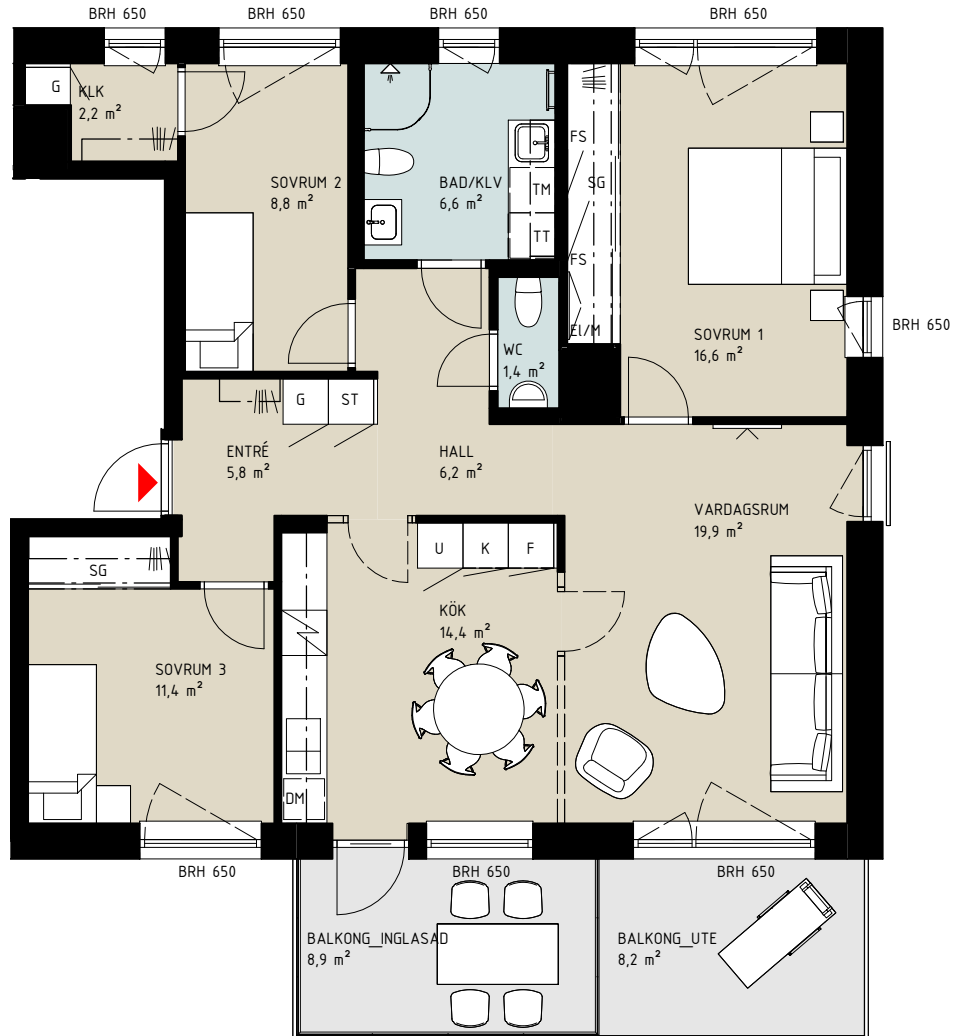 BRH 650
BRH 650
BRH 650
BRH 650
G
KLK
2,2 m²
SOVRUM 2
8,8 m²
BAD/KLV
6,6 m²
TM
TT
FS
SG
FS
El/M
SOVRUM 1
16,6 m²
BRH 650
WC
1,4 m²
G
ST
ENTRÉ
5,8 m²
HALL
6,2 m²
VARDAGSRUM
19,9 m²
SG
U
K
F
KÖK
14,4 m²
SOVRUM 3
11,4 m²
DM
BRH 650
BRH 650
BRH 650
BALKONG_INGLASAD
8,9 m²
BALKONG_UTE
8,2 m²